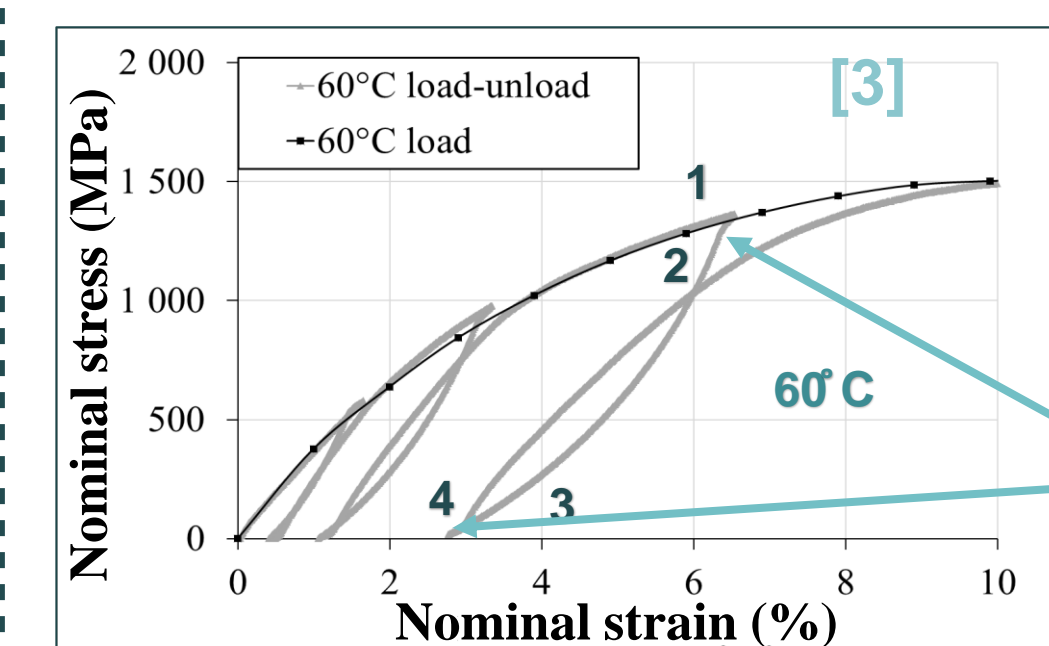 Nominal stress (MPa)
2 000
1 500
1 000
500
0
60°C load-unload
60°C load
[3]
1
2
60°C
4
3
0 2 4 6 8 10
Nominal strain (%)